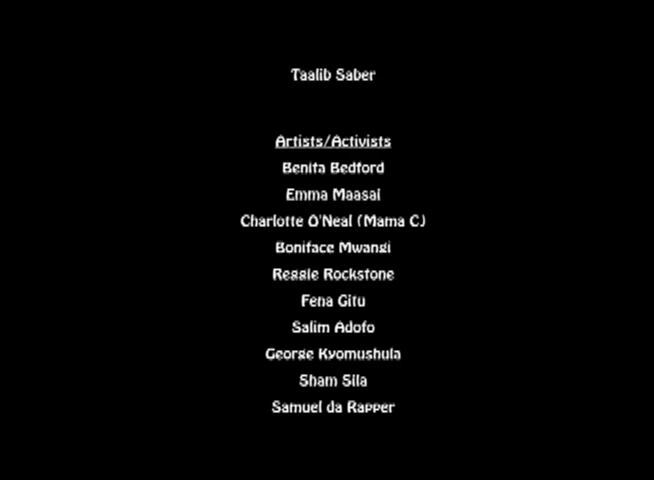 Taalib Saber
Artists/Activists
Benita Bedford
Emma Maasai
Charlotte O'Neal (Mama C)
Boniface Mwangi
Reggie Rockstone
Fena Gitu
Salim Adofo
George Kyomushula
Sham Sila
Samuel da Rapper